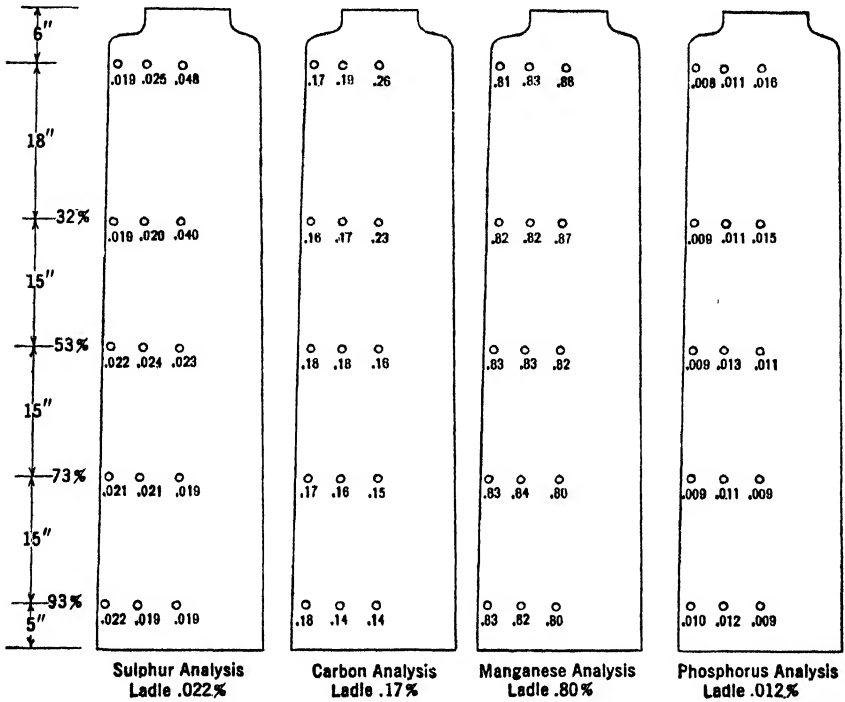 6"
.019 .025 .048
.17 .19 .26
.81 .83 .88
.008 .011 .016
18"
32%
.019 .020 .040
.16 .17 .23
.82 .82 .87
.009 .011 .015
15"
53%
.022 .024 .023
.18 .18 .16
.83 .83 .82
.009 .013 .011
15"
73%
.021 .021 .019
.17 .16 .15
.83 .84 .80
.009 .011 .009
15"
93%
.022 .019 .019
.18 .14 .14
.83 .82 .80
.010 .012 .009
5"
Sulphur Analysis
Ladle .022%
Carbon Analysis
Ladle .17%
Manganese Analysis
Ladle .80%
Phosphorus Analysis
Ladle .012%